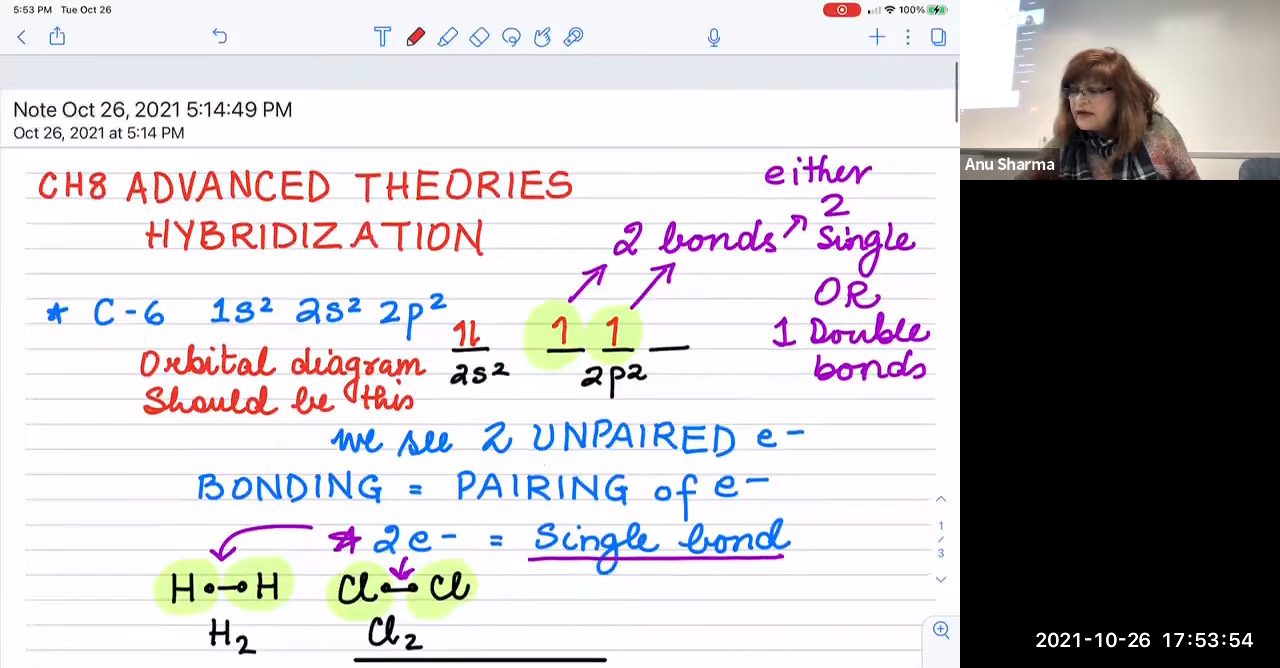 5:53 PM Tue Oct 26
100%
Note Oct 26, 2021 5:14:49 PM
Oct 26, 2021 at 5:14 PM
Anu Sharma
CH8 ADVANCED THEORIES
HYBRIDIZATION
either
2
2 bonds
Single
OR
1 Double
bonds
* C-6 1s² 2s² 2p²
1l 1 1
2s² 2p²
Orbital diagram
Should be this
we see 2 UNPAIRED e-
BONDING = PAIRING of e-
* 2e- = Single bond
H H Cl Cl
H₂ Cl₂
1
/
3
2021-10-26 17:53:54